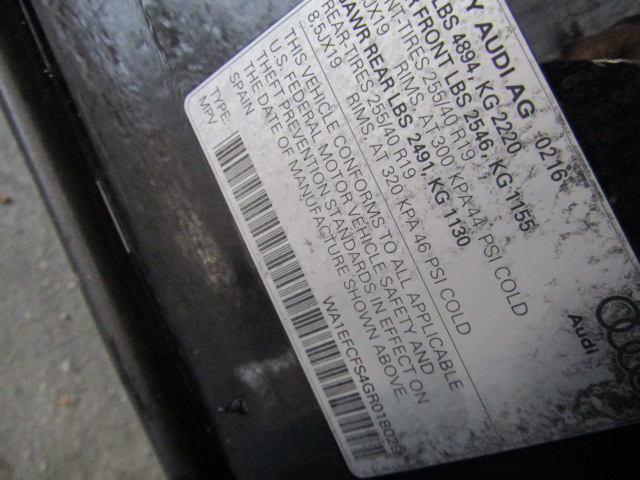 Y AUDI AG 0216
LBS 4894, KG 2220
R FRONT LBS 2546, KG 1155
NT-TIRES 255/40 R19
JX19 RIMS, AT 300 KPA 44 PSI COLD
GAWR REAR LBS 2491, KG 1130
REAR-TIRES 255/40 R19
8.5JX19 RIMS, AT 320 KPA 46 PSI COLD
THIS VEHICLE CONFORMS TO ALL APPLICABLE
U.S. FEDERAL MOTOR VEHICLE SAFETY AND
THEFT PREVENTION STANDARDS IN EFFECT ON
THE DATE OF MANUFACTURE SHOWN ABOVE
SPAIN WA1EFCFS4GR018029
TYPE:
MPV
Audi